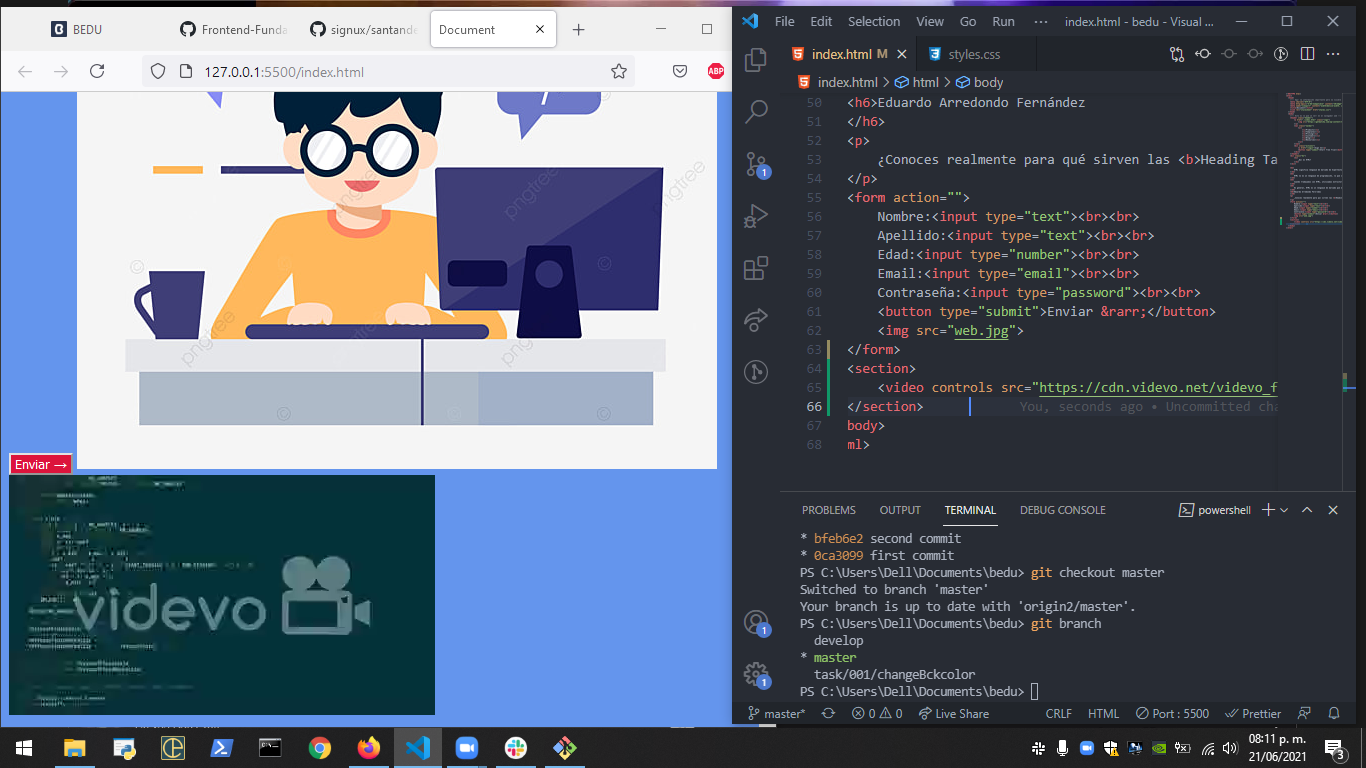 BEDU
Frontend-Funda
signux/santande
Document
127.0.0.1:5500/index.html
ABP
pngtree
pngtree
pngtree
pngtree
pngtree
Enviar →
videvo
File Edit Selection View Go Run ··· index.html - bedu - Visual ...
index.html M
styles.css
index.html > html > body
50 <h6>Eduardo Arredondo Fernández
51 </h6>
52 <p>
53 ¿Conoces realmente para qué sirven las <b>Heading Ta
54 </p>
55 <form action="">
56 Nombre:<input type="text"><br><br>
57 Apellido:<input type="text"><br><br>
58 Edad:<input type="number"><br><br>
59 Email:<input type="email"><br><br>
60 Contraseña:<input type="password"><br><br>
61 <button type="submit">Enviar &rarr;</button>
62 <img src="web.jpg">
63 </form>
64 <section>
65 <video controls src="https://cdn.videvo.net/videvo_f
66 </section> You, seconds ago • Uncommitted cha
67 body>
68 ml>
PROBLEMS OUTPUT TERMINAL DEBUG CONSOLE powershell
* bfeb6e2 second commit
* 0ca3099 first commit
PS C:\Users\Dell\Documents\bedu> git checkout master
Switched to branch 'master'
Your branch is up to date with 'origin2/master'.
PS C:\Users\Dell\Documents\bedu> git branch
develop
* master
task/001/changeBckcolor
PS C:\Users\Dell\Documents\bedu>
1
1
1
master* 0 0 Live Share CRLF HTML Port : 5500 Prettier
08:11 p. m.
21/06/2021
3